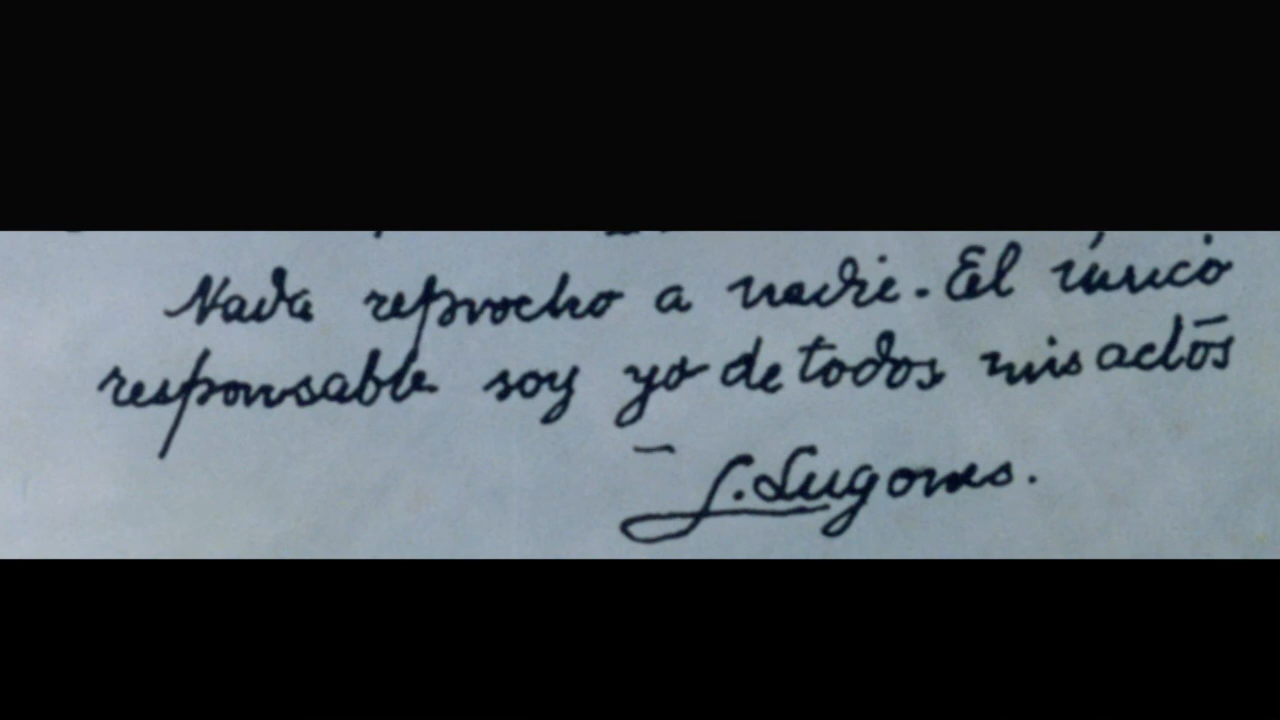 Nada reprocho a nadie. El único
responsable soy yo de todos mis actos
L. Lugones.